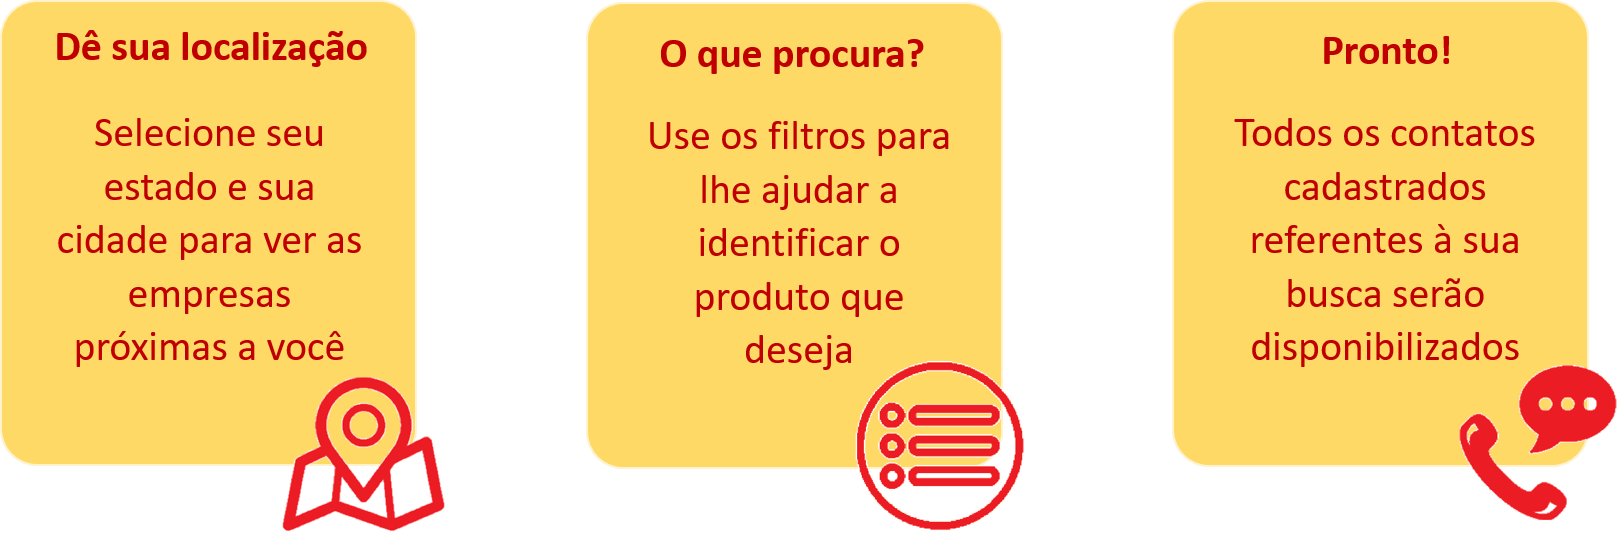 Dê sua localização
Selecione seu
estado e sua
cidade para ver as
empresas
próximas a você
O que procura?
Use os filtros para
lhe ajudar a
identificar o
produto que
deseja
Pronto!
Todos os contatos
cadastrados
referentes à sua
busca serão
disponibilizados